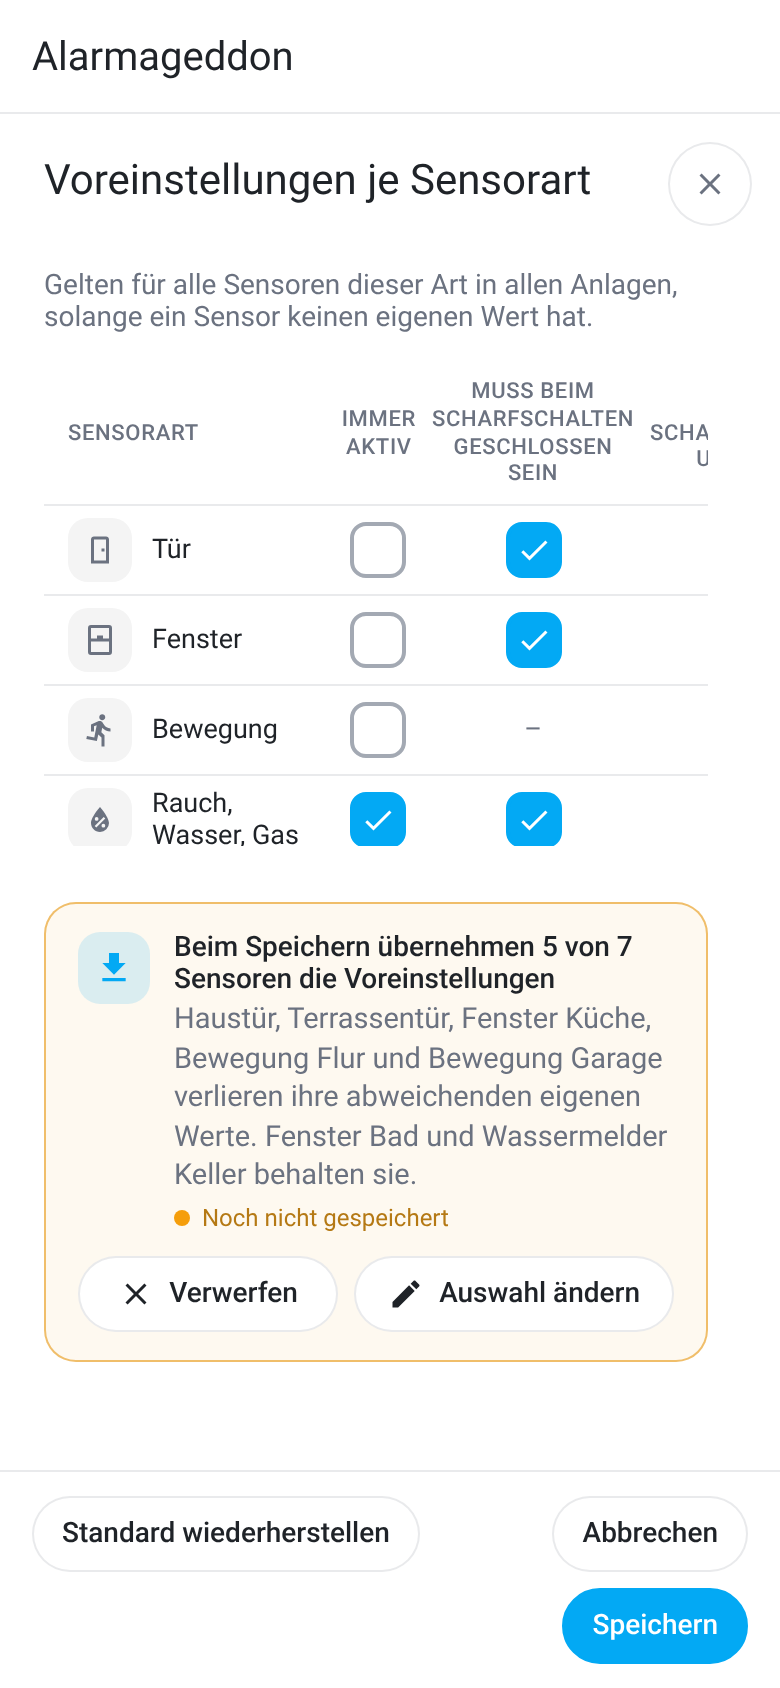 Alarmageddon
Voreinstellungen je Sensorart
Gelten für alle Sensoren dieser Art in allen Anlagen,
solange ein Sensor keinen eigenen Wert hat.
SENSORART
IMMER
AKTIV
MUSS BEIM
SCHARFSCHALTEN
GESCHLOSSEN
SEIN
SCHA
U
Tür
Fenster
Bewegung
–
Rauch,
Wasser, Gas
Beim Speichern übernehmen 5 von 7
Sensoren die Voreinstellungen
Haustür, Terrassentür, Fenster Küche,
Bewegung Flur und Bewegung Garage
verlieren ihre abweichenden eigenen
Werte. Fenster Bad und Wassermelder
Keller behalten sie.
Noch nicht gespeichert
Verwerfen
Auswahl ändern
Standard wiederherstellen
Abbrechen
Speichern